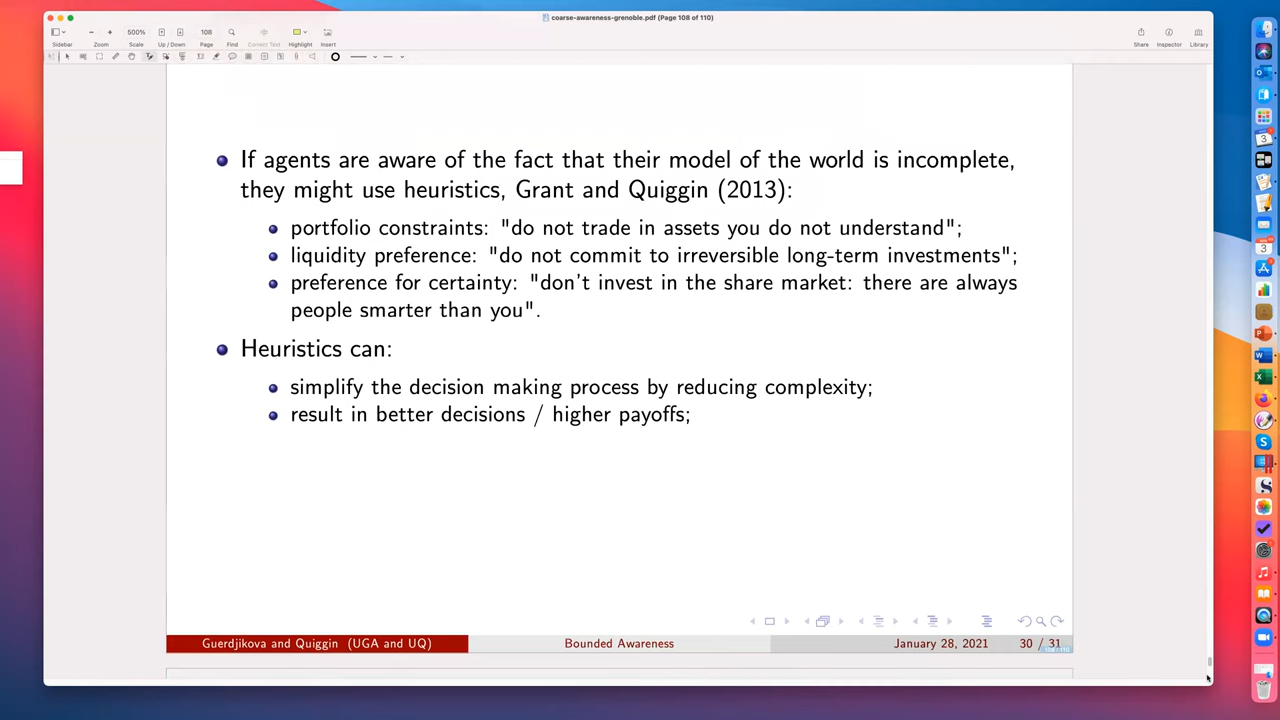 coarse-awareness-grenoble.pdf (Page 108 of 110)
500% 108
Sidebar Zoom Scale Up / Down Page Find Correct Text Highlight Insert Share Inspector Library
If agents are aware of the fact that their model of the world is incomplete,
they might use heuristics, Grant and Quiggin (2013):
portfolio constraints: "do not trade in assets you do not understand";
liquidity preference: "do not commit to irreversible long-term investments";
preference for certainty: "don't invest in the share market: there are always
people smarter than you".
Heuristics can:
simplify the decision making process by reducing complexity;
result in better decisions / higher payoffs;
Guerdjikova and Quiggin (UGA and UQ) Bounded Awareness January 28, 2021 30 / 31
108 / 110